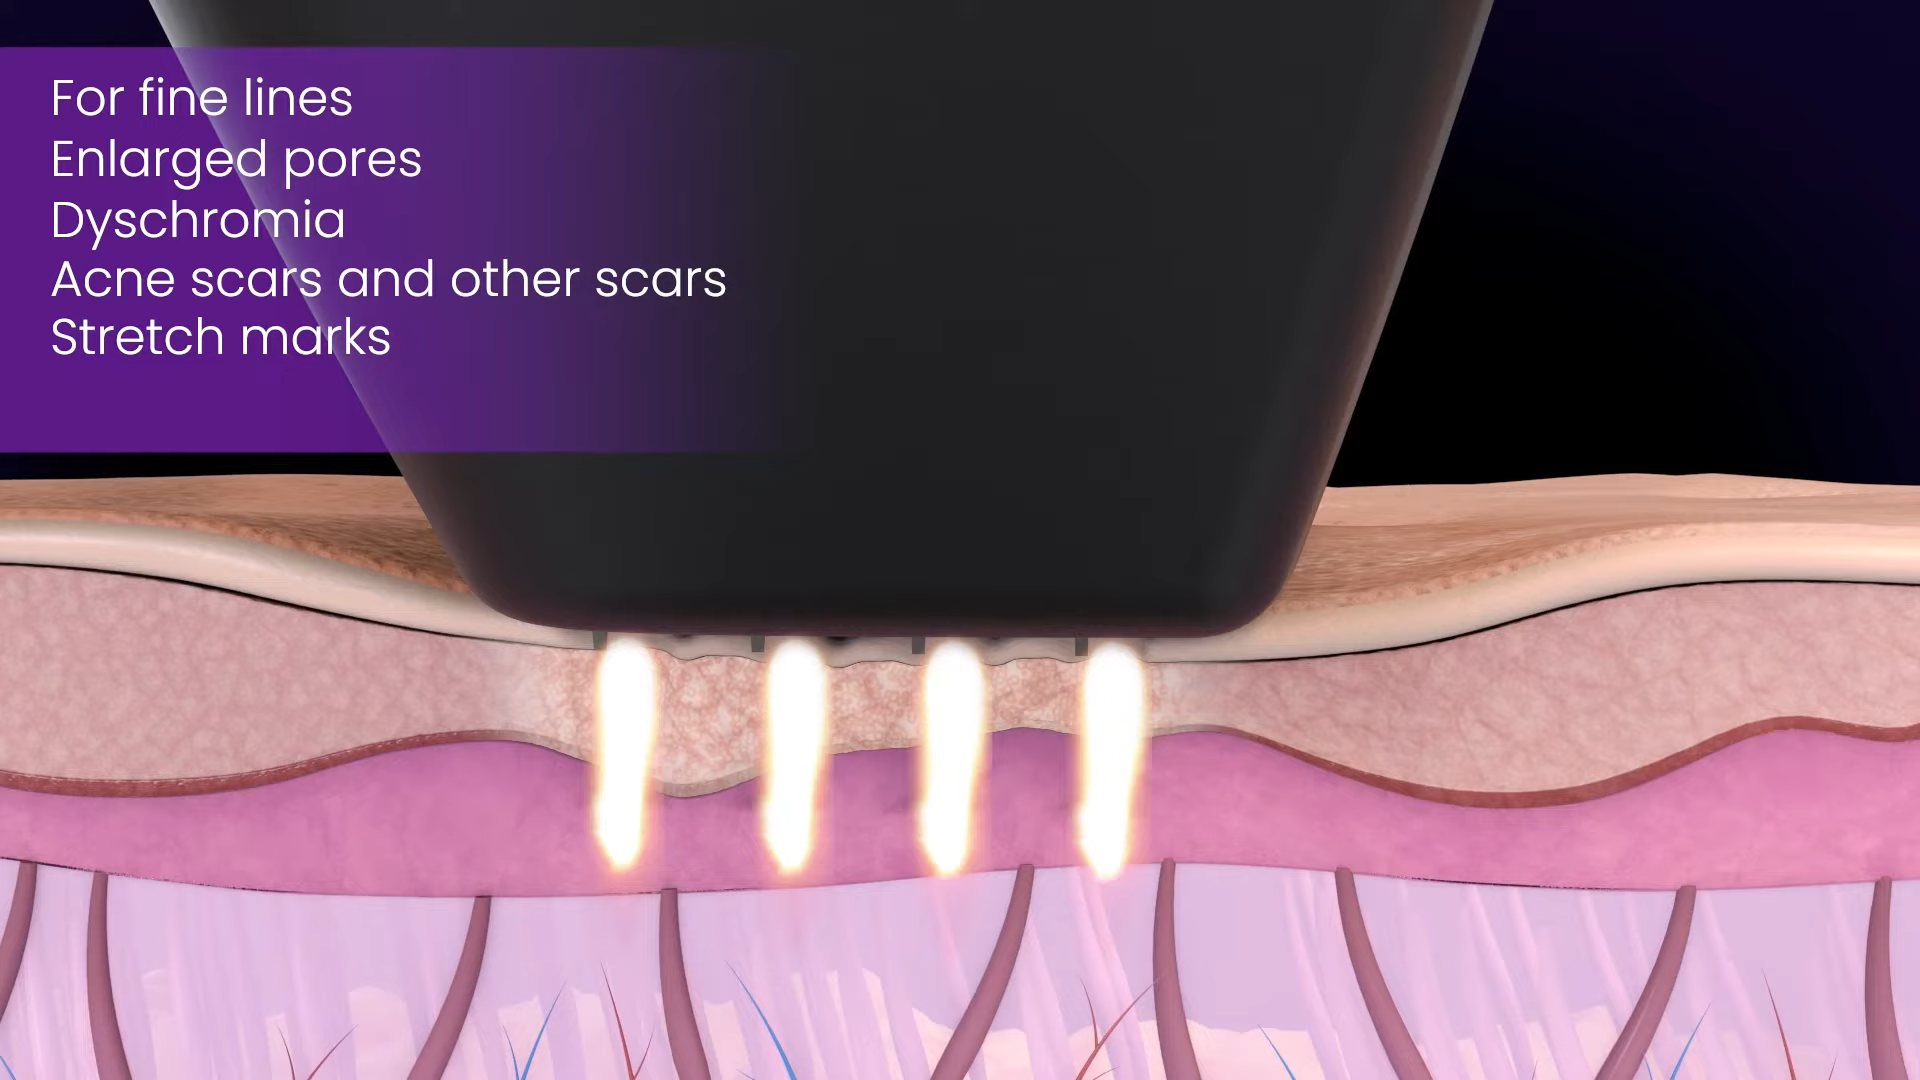 For fine lines
Enlarged pores
Dyschromia
Acne scars and other scars
Stretch marks